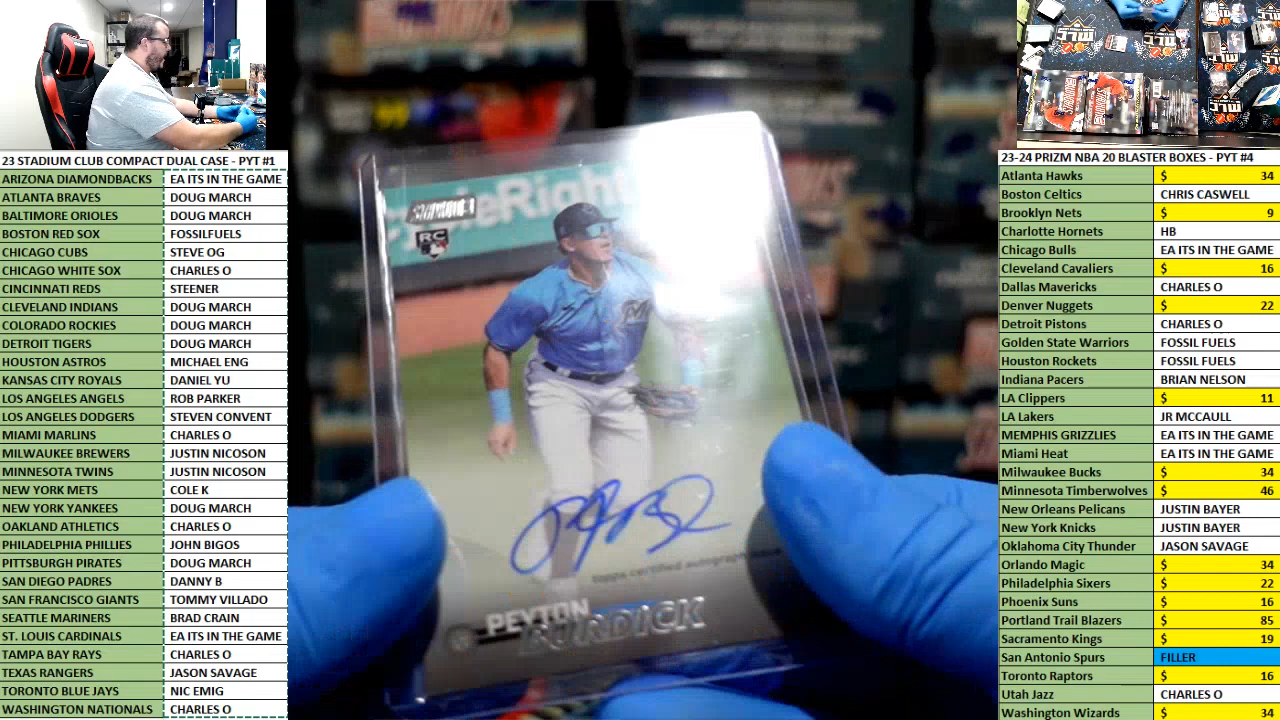 23 STADIUM CLUB COMPACT DUAL CASE - PYT #1
ARIZONA DIAMONDBACKS EA ITS IN THE GAME
ATLANTA BRAVES DOUG MARCH
BALTIMORE ORIOLES DOUG MARCH
BOSTON RED SOX FOSSILFUELS
CHICAGO CUBS STEVE OG
CHICAGO WHITE SOX CHARLES O
CINCINNATI REDS STEENER
CLEVELAND INDIANS DOUG MARCH
COLORADO ROCKIES DOUG MARCH
DETROIT TIGERS DOUG MARCH
HOUSTON ASTROS MICHAEL ENG
KANSAS CITY ROYALS DANIEL YU
LOS ANGELES ANGELS ROB PARKER
LOS ANGELES DODGERS STEVEN CONVENT
MIAMI MARLINS CHARLES O
MILWAUKEE BREWERS JUSTIN NICOSON
MINNESOTA TWINS JUSTIN NICOSON
NEW YORK METS COLE K
NEW YORK YANKEES DOUG MARCH
OAKLAND ATHLETICS CHARLES O
PHILADELPHIA PHILLIES JOHN BIGOS
PITTSBURGH PIRATES DOUG MARCH
SAN DIEGO PADRES DANNY B
SAN FRANCISCO GIANTS TOMMY VILLADO
SEATTLE MARINERS BRAD CRAIN
ST. LOUIS CARDINALS EA ITS IN THE GAME
TAMPA BAY RAYS CHARLES O
TEXAS RANGERS JASON SAVAGE
TORONTO BLUE JAYS NIC EMIG
WASHINGTON NATIONALS CHARLES O
RC
topps certified autograph issue
PEYTON
BURDICK
23-24 PRIZM NBA 20 BLASTER BOXES - PYT #4
Atlanta Hawks $ 34
Boston Celtics CHRIS CASWELL
Brooklyn Nets $ 9
Charlotte Hornets HB
Chicago Bulls EA ITS IN THE GAME
Cleveland Cavaliers $ 16
Dallas Mavericks CHARLES O
Denver Nuggets $ 22
Detroit Pistons CHARLES O
Golden State Warriors FOSSIL FUELS
Houston Rockets FOSSIL FUELS
Indiana Pacers BRIAN NELSON
LA Clippers $ 11
LA Lakers JR MCCAULL
MEMPHIS GRIZZLIES EA ITS IN THE GAME
Miami Heat EA ITS IN THE GAME
Milwaukee Bucks $ 34
Minnesota Timberwolves $ 46
New Orleans Pelicans JUSTIN BAYER
New York Knicks JUSTIN BAYER
Oklahoma City Thunder JASON SAVAGE
Orlando Magic $ 34
Philadelphia Sixers $ 22
Phoenix Suns $ 16
Portland Trail Blazers $ 85
Sacramento Kings $ 19
San Antonio Spurs FILLER
Toronto Raptors $ 16
Utah Jazz CHARLES O
Washington Wizards $ 34